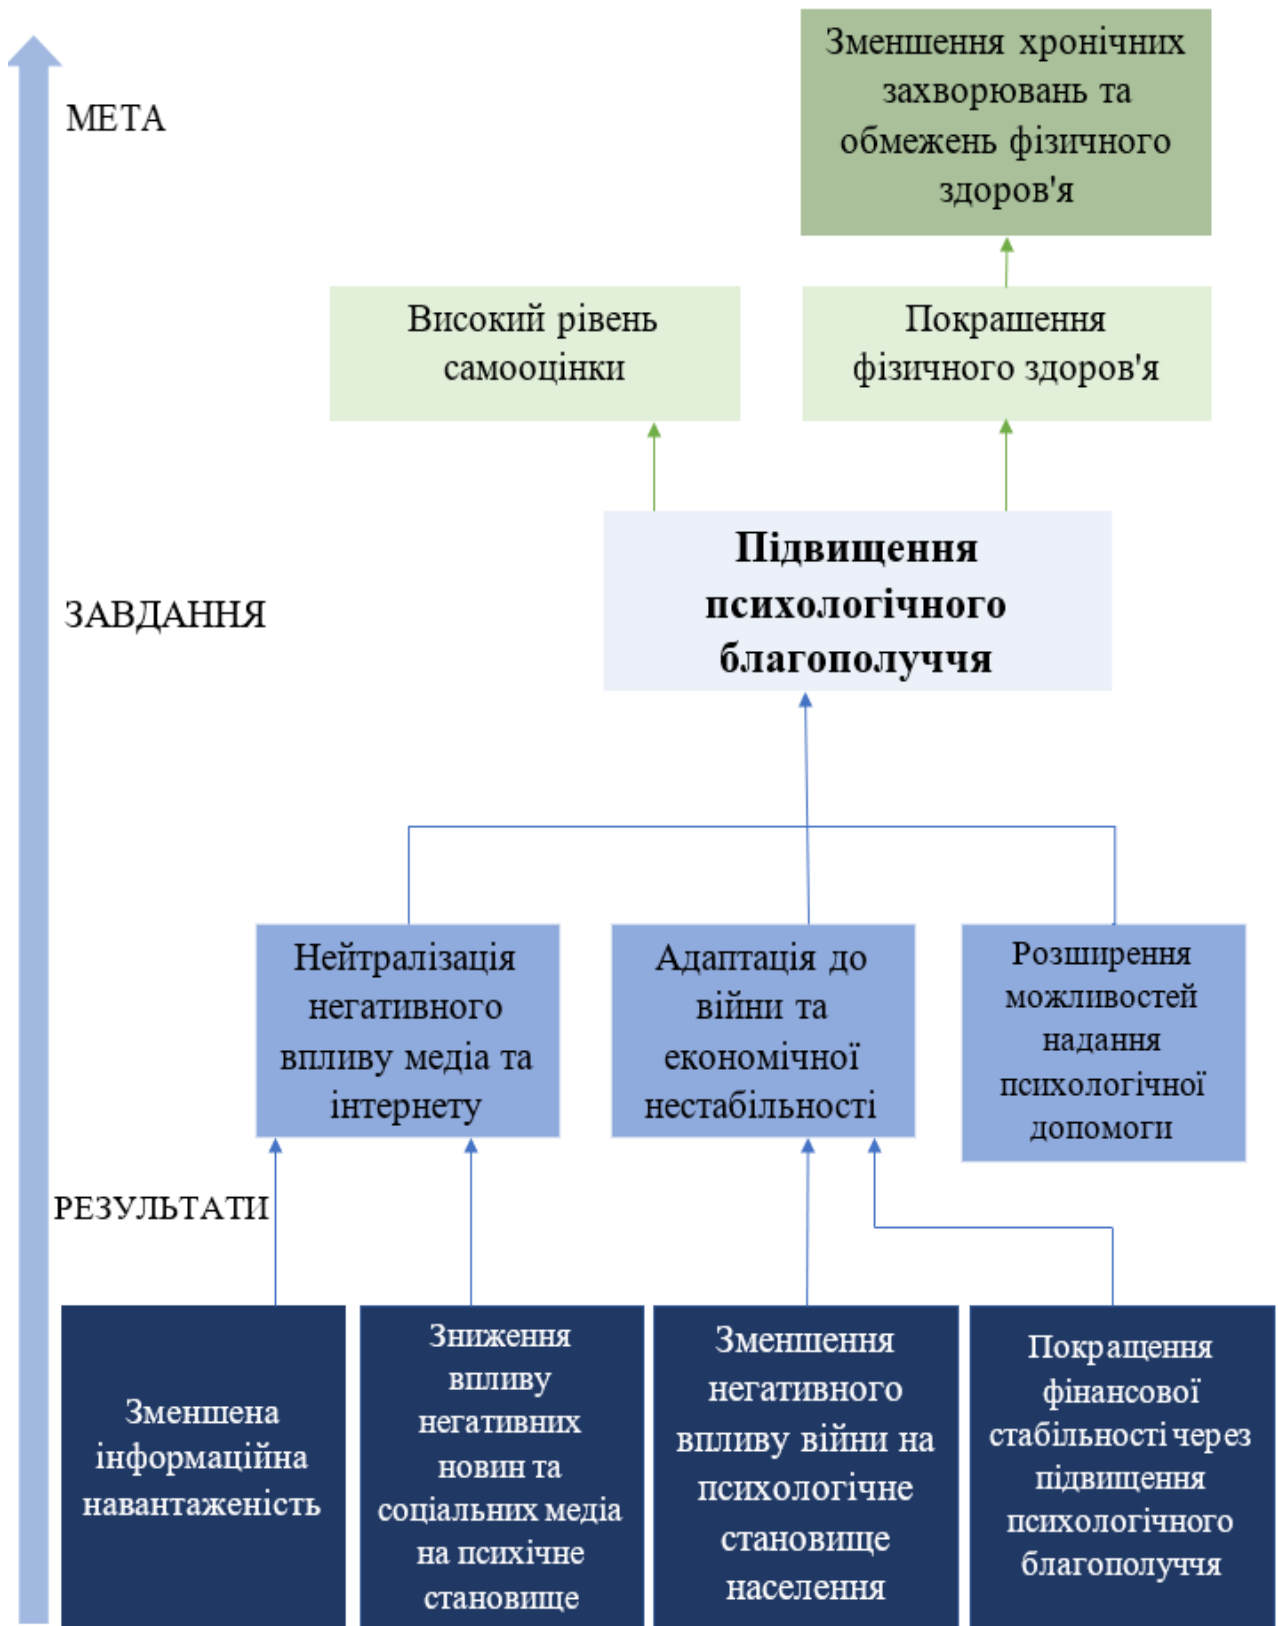 Зменшення хронічних
захворювань та
обмежень фізичного
здоров'я
МЕТА
Високий рівень
самооцінки
Покрашення
фізичного здоров'я
Підвищення
психологічного
благополуччя
ЗАВДАННЯ
Нейтралізація
негативного
впливу медіа та
інтернету
Адаптація до
війни та
економічної
нестабільності
Розширення
можливостей
надання
психологічної
допомоги
РЕЗУЛЬТАТИ
Зменшена
інформаційна
навантаженість
Зниження
впливу
негативних
новин та
соціальних медіа
на психічне
становище
Зменшення
негативного
впливу війни на
психологічне
становище
населення
Покращення
фінансової
стабільності через
підвищення
психологічного
благополуччя